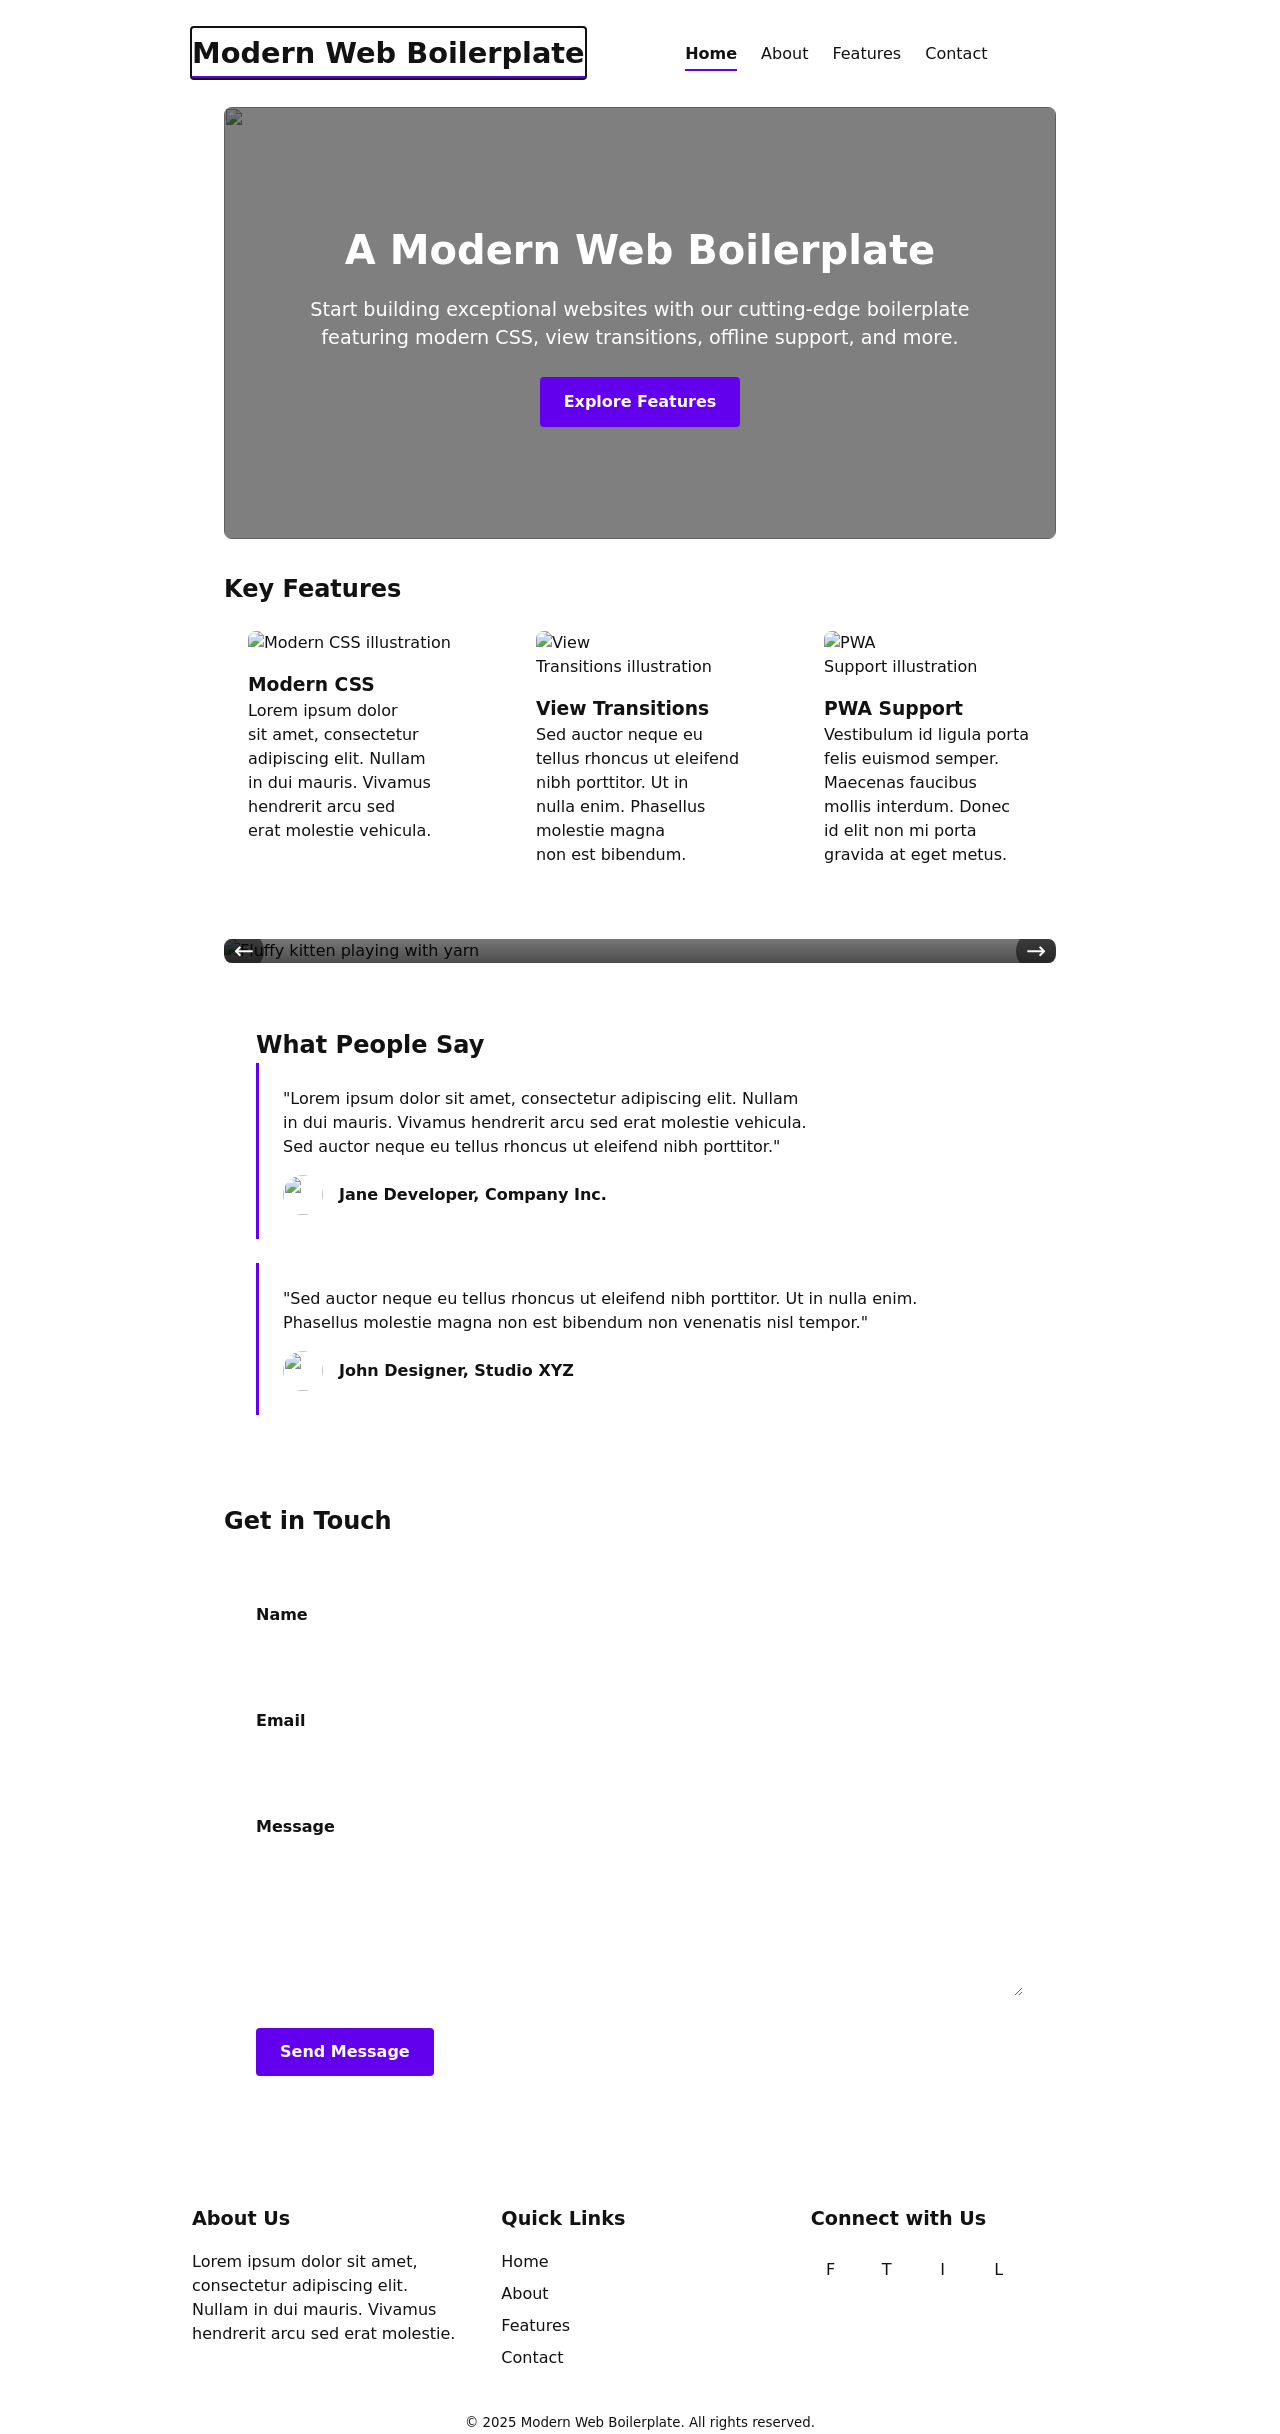 Modern Web Boilerplate
Home About Features Contact
A Modern Web Boilerplate
Start building exceptional websites with our cutting-edge boilerplate
featuring modern CSS, view transitions, offline support, and more.
Explore Features
Key Features
Modern CSS illustration
Modern CSS
Lorem ipsum dolor
sit amet, consectetur
adipiscing elit. Nullam
in dui mauris. Vivamus
hendrerit arcu sed
erat molestie vehicula.
View
Transitions illustration
View Transitions
Sed auctor neque eu
tellus rhoncus ut eleifend
nibh porttitor. Ut in
nulla enim. Phasellus
molestie magna
non est bibendum.
PWA
Support illustration
PWA Support
Vestibulum id ligula porta
felis euismod semper.
Maecenas faucibus
mollis interdum. Donec
id elit non mi porta
gravida at eget metus.
← Fluffy kitten playing with yarn →
What People Say
"Lorem ipsum dolor sit amet, consectetur adipiscing elit. Nullam
in dui mauris. Vivamus hendrerit arcu sed erat molestie vehicula.
Sed auctor neque eu tellus rhoncus ut eleifend nibh porttitor."
Jane Developer, Company Inc.
"Sed auctor neque eu tellus rhoncus ut eleifend nibh porttitor. Ut in nulla enim.
Phasellus molestie magna non est bibendum non venenatis nisl tempor."
John Designer, Studio XYZ
Get in Touch
Name
Email
Message
Send Message
About Us
Lorem ipsum dolor sit amet,
consectetur adipiscing elit.
Nullam in dui mauris. Vivamus
hendrerit arcu sed erat molestie.
Quick Links
Home
About
Features
Contact
Connect with Us
F T I L
© 2025 Modern Web Boilerplate. All rights reserved.